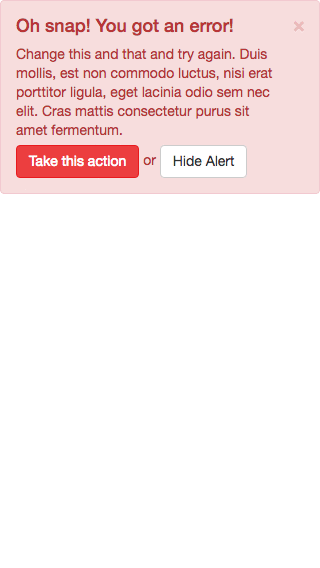 Oh snap! You got an error! ×
Change this and that and try again. Duis
mollis, est non commodo luctus, nisi erat
porttitor ligula, eget lacinia odio sem nec
elit. Cras mattis consectetur purus sit
amet fermentum.
Take this action or Hide Alert